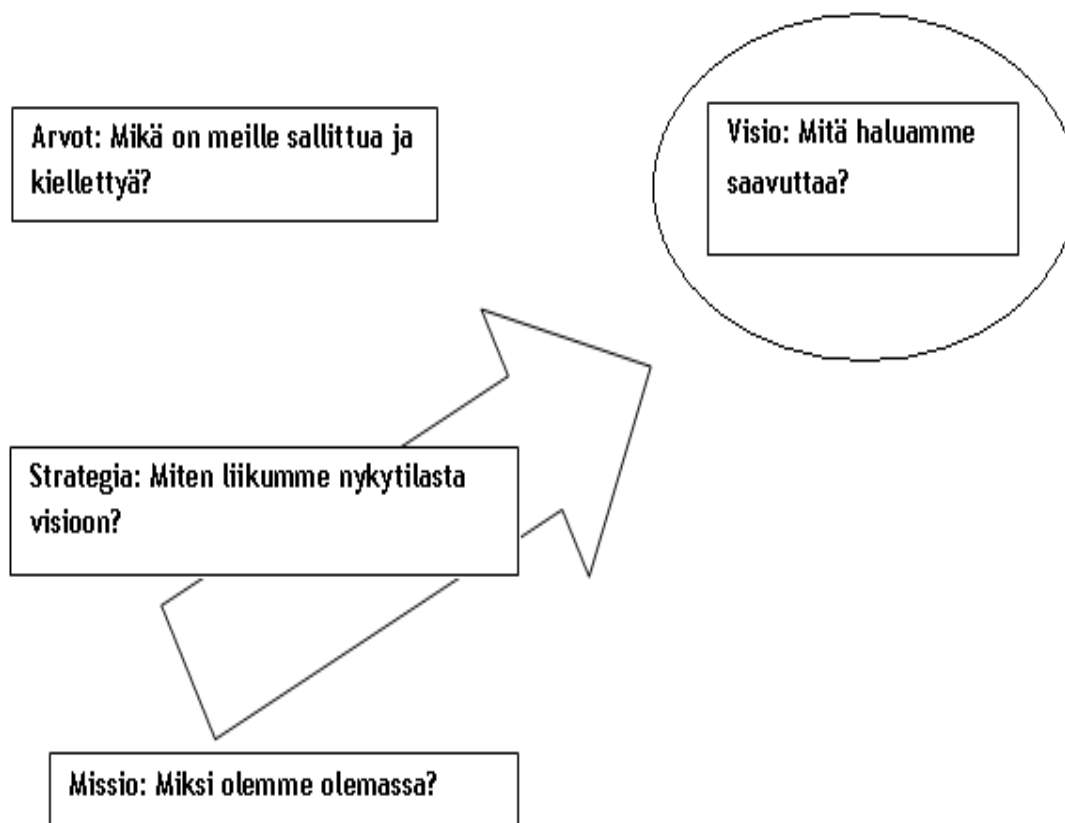 Arvot: Mikä on meille sallittua ja
kiellettyä?
Visio: Mitä haluamme
saavuttaa?
Strategia: Miten liikumme nykytilasta
visioon?
Missio: Miksi olemme olemassa?